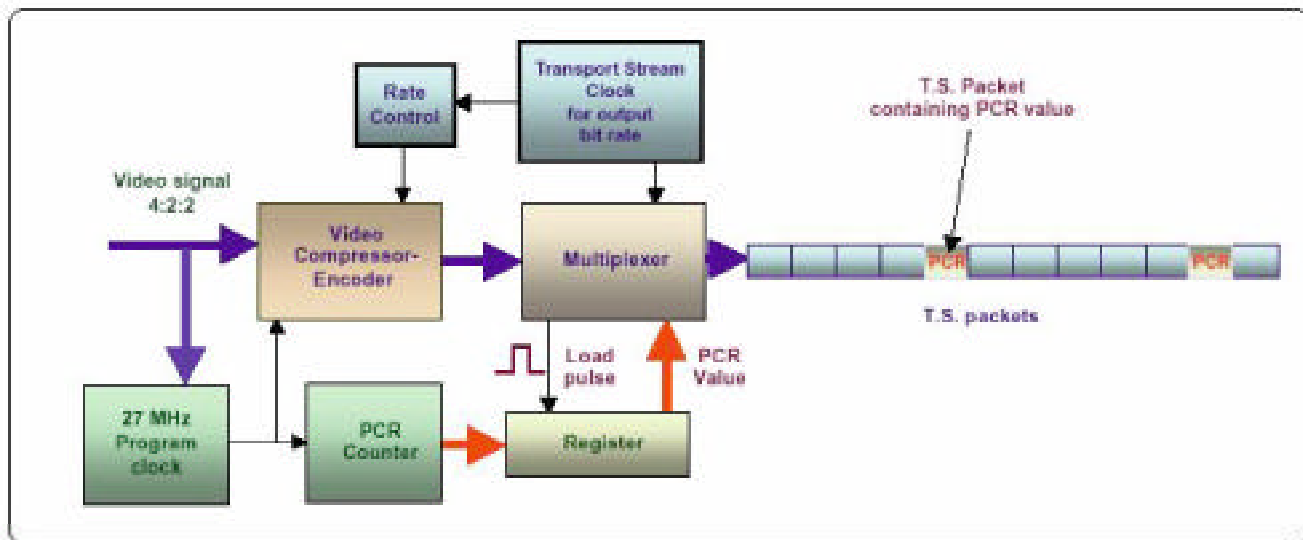 Transport Stream
Clock
for output
bit rate
Rate
Control
T.S. Packet
containing PCR value
Video signal
4:2:2
Video
Compressor-
Encoder
Multiplexer
PCR
PCR
T.S. packets
Load
pulse
PCR
Value
27 MHz
Program
clock
PCR
Counter
Register